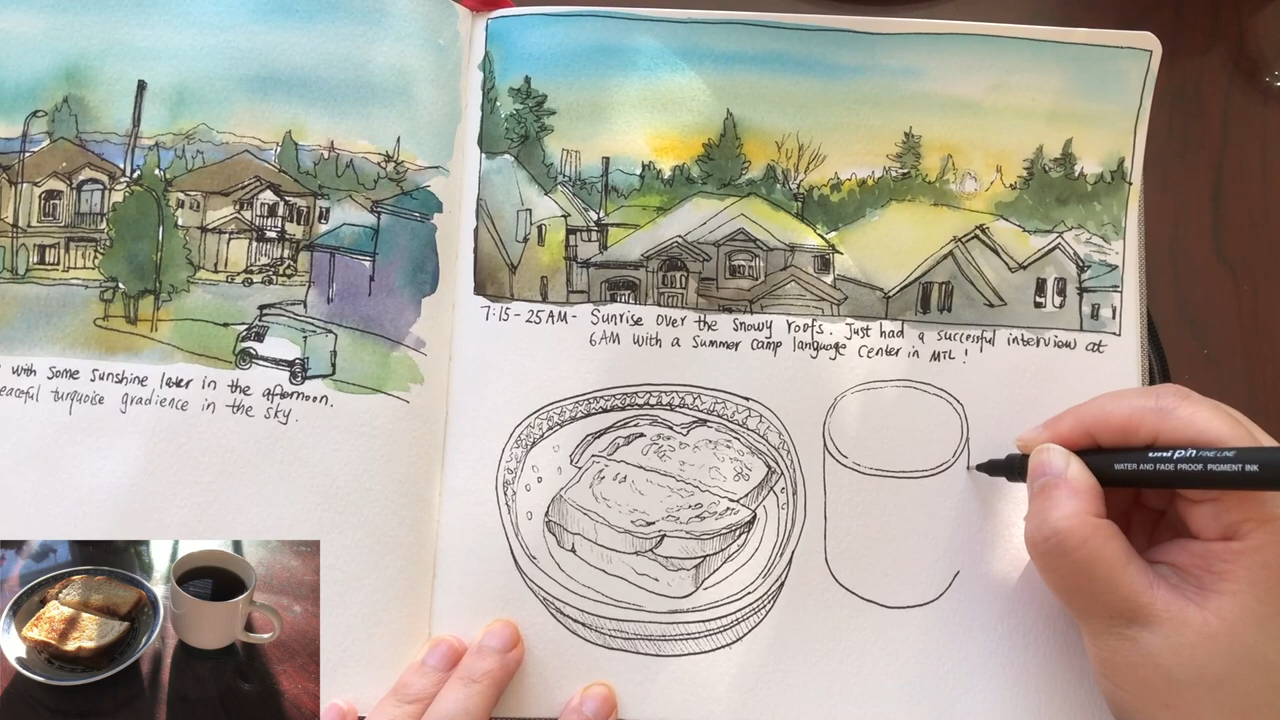 with some sunshine later in the afternoon.
eaceful turquoise gradience in the sky.
7:15-25AM- Sunrise over the snowy roofs. Just had a successful interview at
6AM with a summer camp language center in MTL!
uni pin FINE LINE
WATER AND FADE PROOF. PIGMENT INK